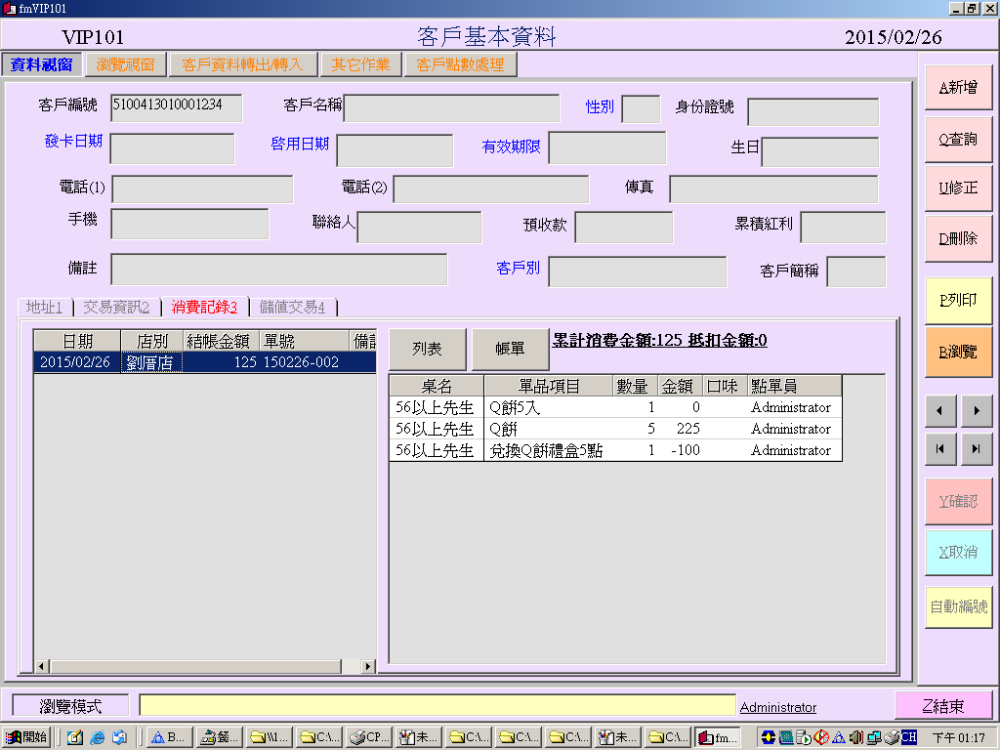 fmVIP101
VIP101 客戶基本資料 2015/02/26
資料視窗 瀏覽視窗 客戶資料轉出/轉入 其它作業 客戶點數處理
客戶編號 5100413010001234 客戶名稱 性別 身份證號
發卡日期 啓用日期 有效期限 生日
電話(1) 電話(2) 傳真
手機 聯絡人 預收款 累積紅利
備註 客戶別 客戶簡稱
地址1 交易資訊2 消費記錄3 儲值交易4
日期 店別 結帳金額 單號
2015/02/26 劉厝店 125 150226-002
列表 帳單 累計消費金額:125 抵扣金額:0
桌名 單品項目 數量 金額 口味 點單員
56以上先生 Q餅5入 1 0 Administrator
56以上先生 Q餅 5 225 Administrator
56以上先生 兌換Q餅禮盒5點 1 -100 Administrator
A新增
Q查詢
U修正
D刪除
P列印
B瀏覽
Y確認
X取消
自動編號
瀏覽模式 Administrator Z結束
開始 B... 餐... \\1... C:\... CP... 未... C:\... C:\... C:\... 未... C:\... fm... CH 下午 01:17